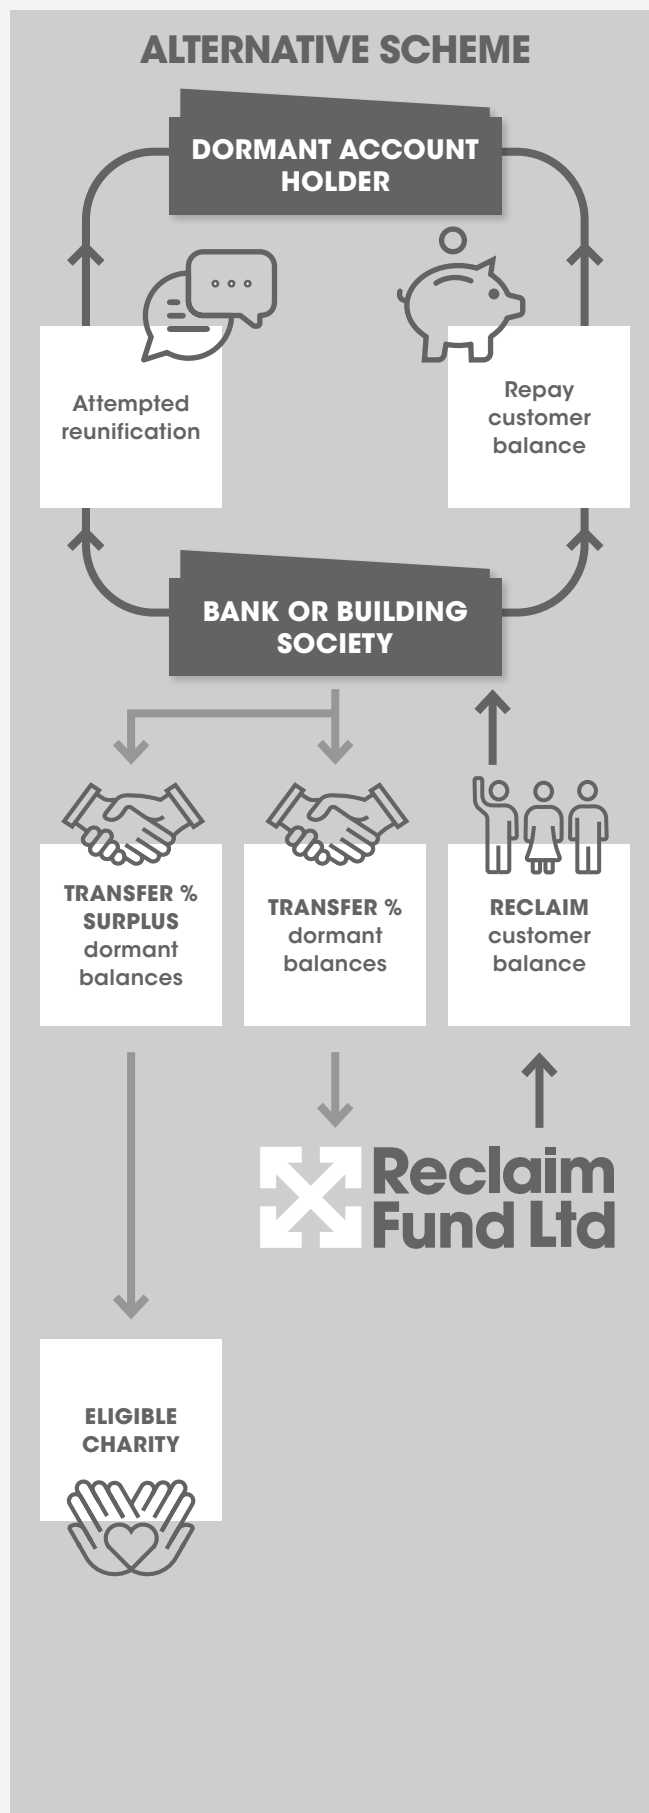 ALTERNATIVE SCHEME
DORMANT ACCOUNT
HOLDER
Attempted
reunification
Repay
customer
balance
BANK OR BUILDING
SOCIETY
TRANSFER %
SURPLUS
dormant
balances
TRANSFER %
dormant
balances
RECLAIM
customer
balance
Reclaim
Fund Ltd
ELIGIBLE
CHARITY